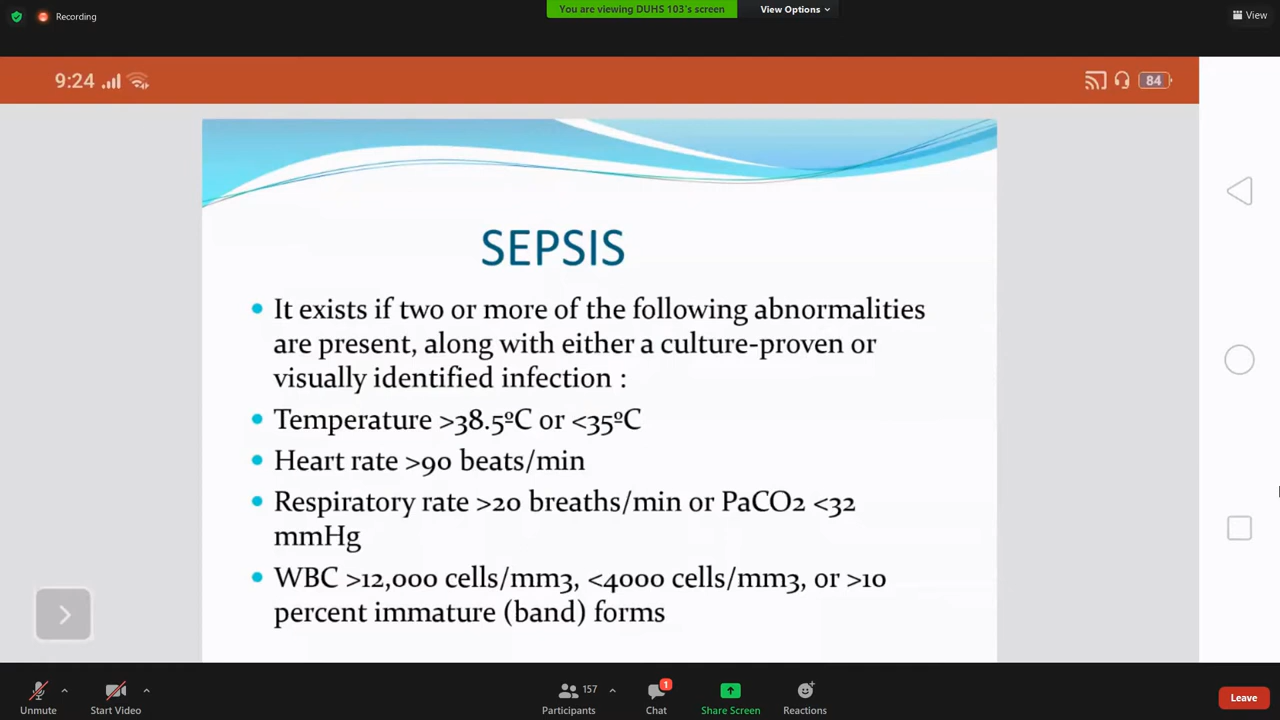 Recording
You are viewing DUHS 103's screen
View Options
View
9:24
84
SEPSIS
It exists if two or more of the following abnormalities
are present, along with either a culture-proven or
visually identified infection :
Temperature >38.5ºC or <35ºC
Heart rate >90 beats/min
Respiratory rate >20 breaths/min or PaCO2 <32
mmHg
WBC >12,000 cells/mm3, <4000 cells/mm3, or >10
percent immature (band) forms
Unmute
Start Video
157
Participants
1
Chat
Share Screen
Reactions
Leave